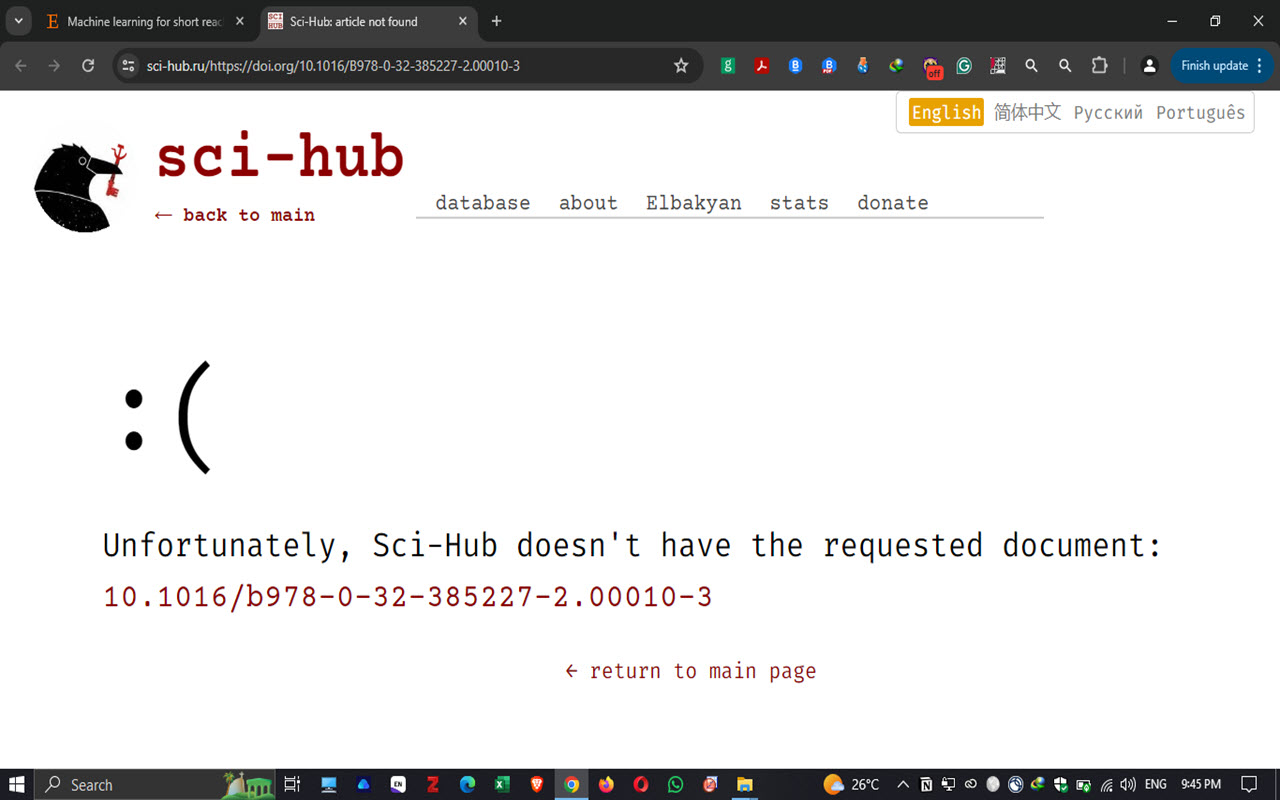 Machine learning for short reac
Sci-Hub: article not found
sci-hub.ru/https://doi.org/10.1016/B978-0-32-385227-2.00010-3
off
Finish update
English 简体中文 Русский Português
sci-hub
← back to main
database about Elbakyan stats donate
:(
Unfortunately, Sci-Hub doesn't have the requested document:
10.1016/b978-0-32-385227-2.00010-3
← return to main page
Search
EN
26°C
ENG
9:45 PM